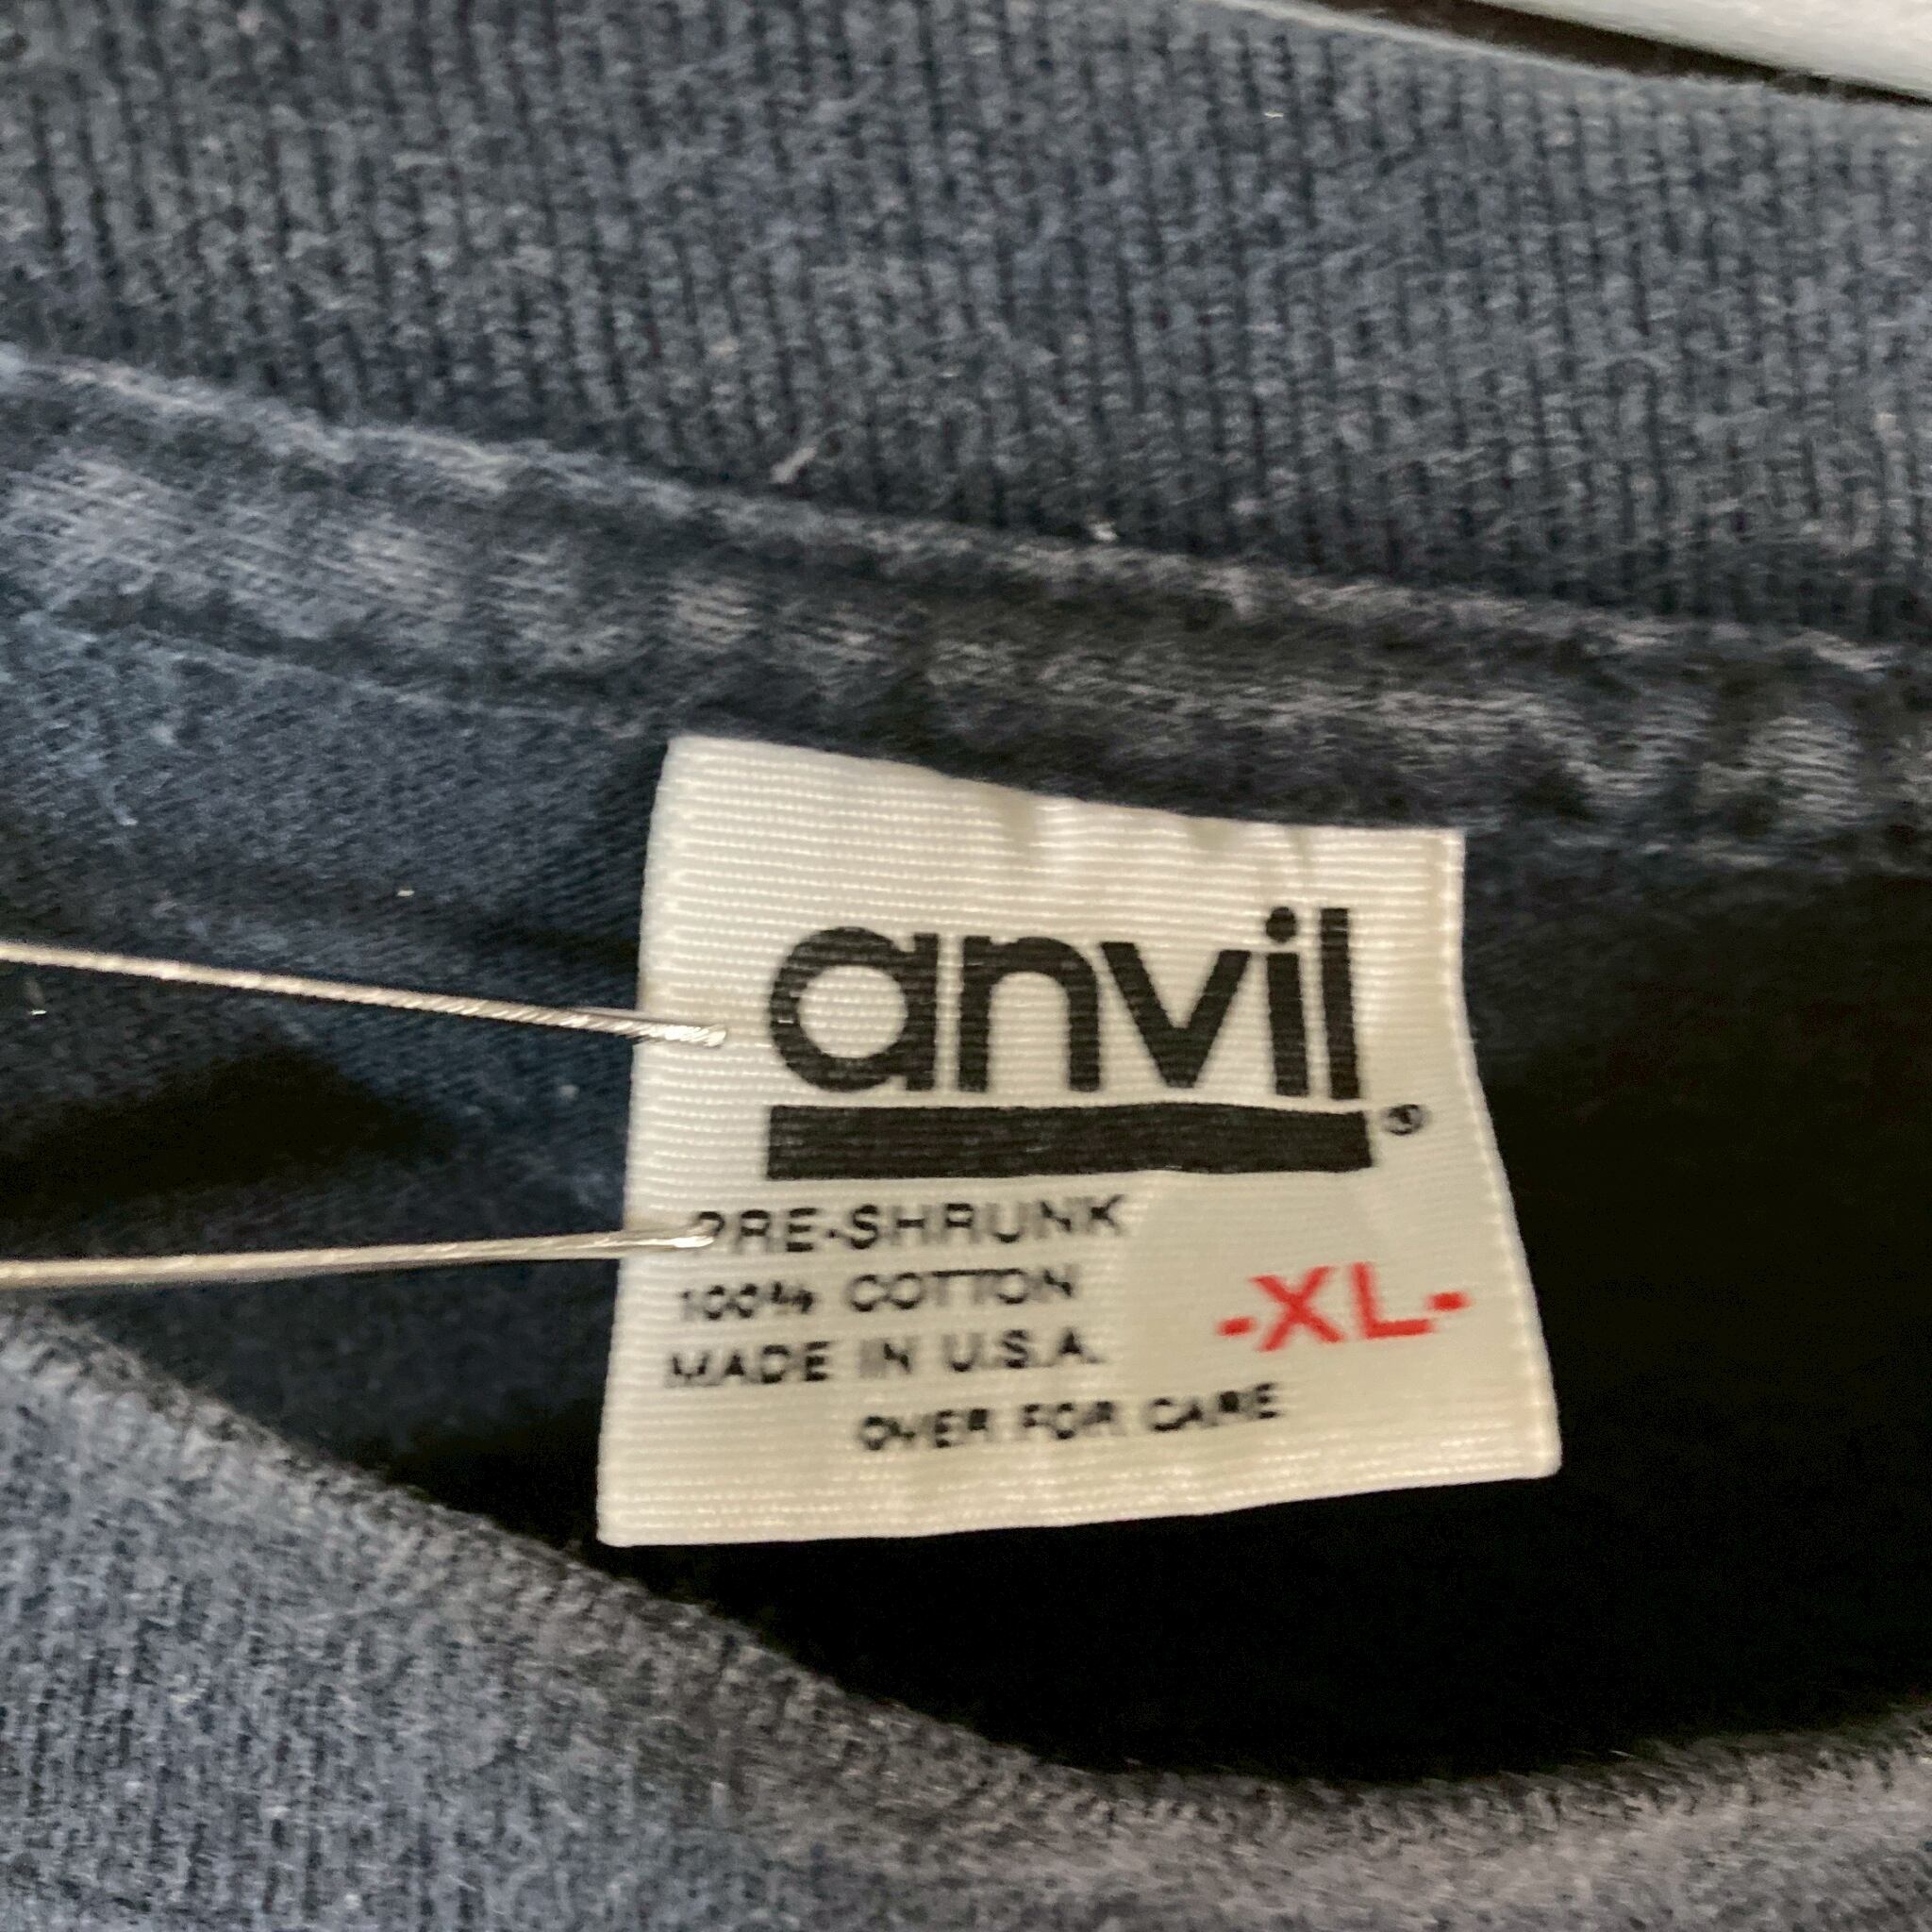 anvil®
PRE-SHRUNK
100% COTTON
-XL-
MADE IN U.S.A.
OVER FOR CARE